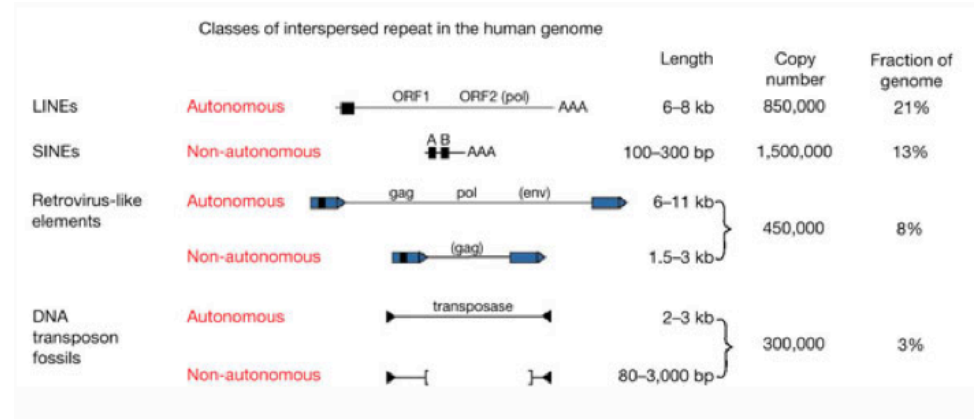 Classes of interspersed repeat in the human genome
Length Copy number Fraction of genome
LINEs Autonomous ORF1 ORF2 (pol) AAA 6–8 kb 850,000 21%
SINEs Non-autonomous A B AAA 100–300 bp 1,500,000 13%
Retrovirus-like elements Autonomous gag pol (env) 6–11 kb 450,000 8%
Non-autonomous (gag) 1.5–3 kb
DNA transposon fossils Autonomous transposase 2–3 kb 300,000 3%
Non-autonomous 80–3,000 bp